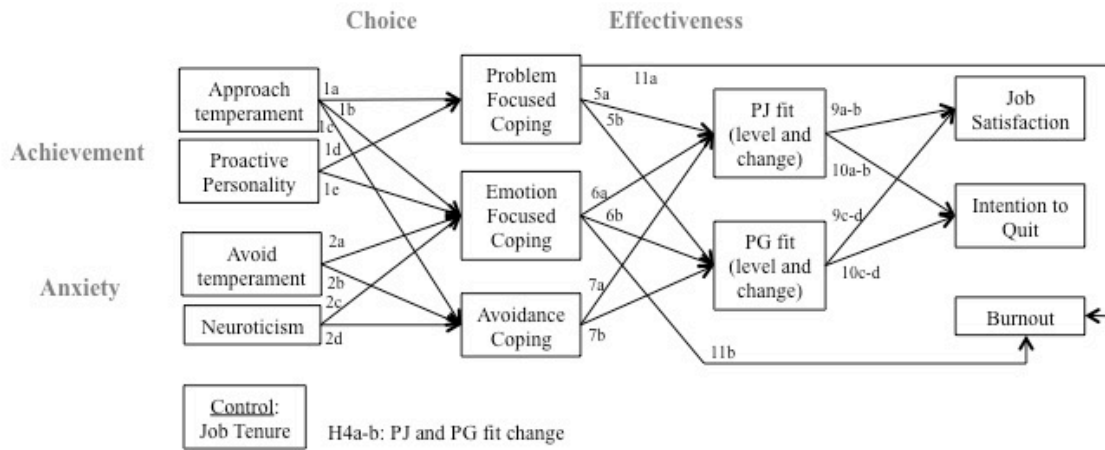 Choice
Effectiveness
Achievement
Anxiety
Approach
temperament
Proactive
Personality
Avoid
temperament
Neuroticism
Control:
Job Tenure
H4a-b: PJ and PG fit change
1a
1b
1c
1d
1e
2a
2b
2c
2d
Problem
Focused
Coping
Emotion
Focused
Coping
Avoidance
Coping
11a
5a
5b
6a
6b
7a
7b
11b
PJ fit
(level and
change)
PG fit
(level and
change)
9a-b
10a-b
9c-d
10c-d
Job
Satisfaction
Intention to
Quit
Burnout